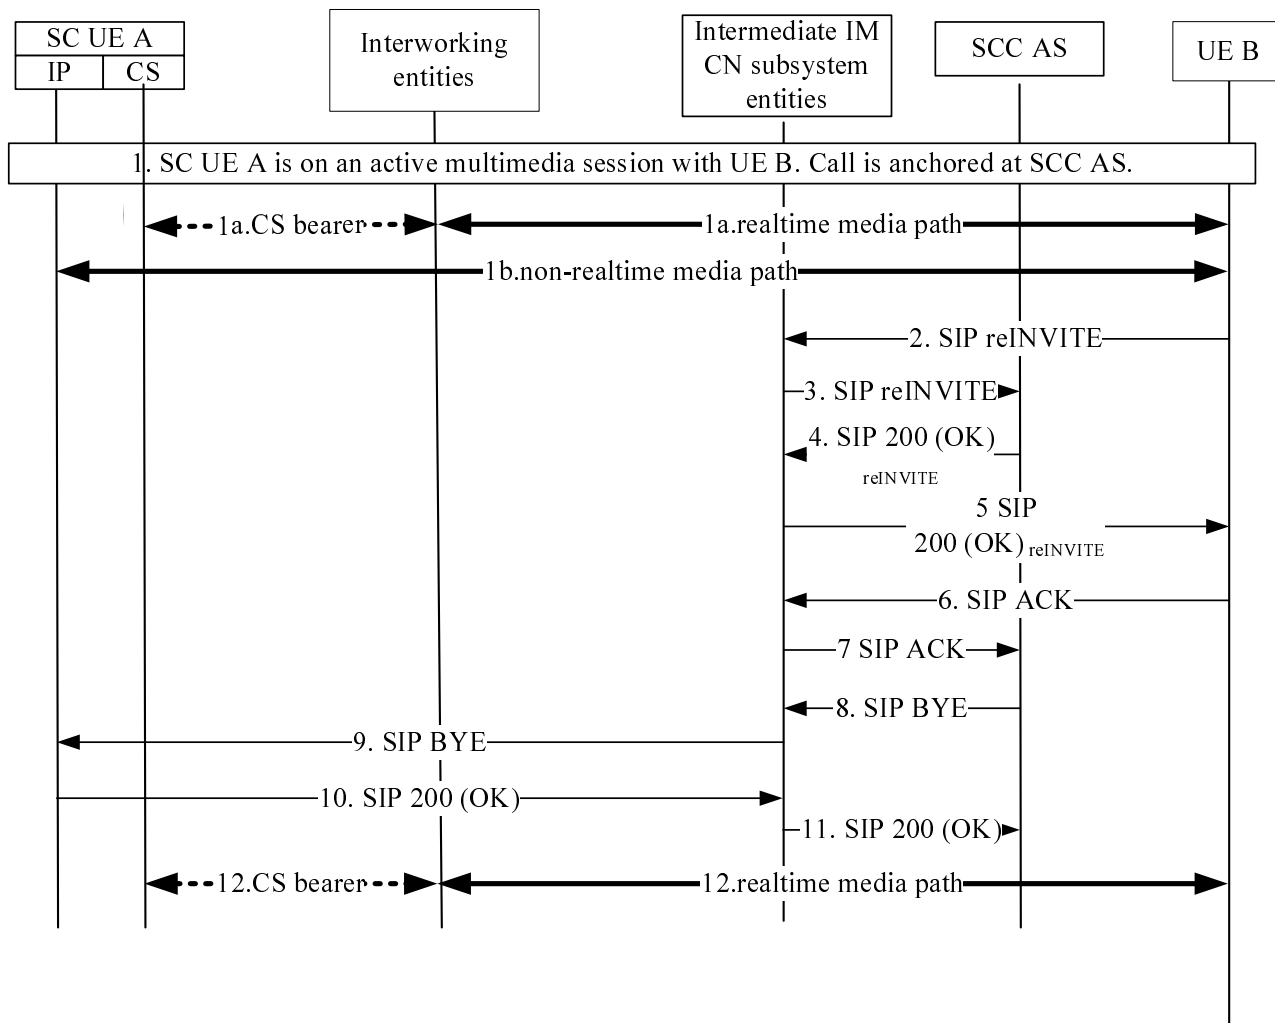 SC UE A
IP
CS
Interworking
entities
Intermediate IM
CN subsystem
entities
SCC AS
UE B
1. SC UE A is on an active multimedia session with UE B. Call is anchored at SCC AS.
1a.CS bearer
1a.realtime media path
1b.non-realtime media path
2. SIP reINVITE
3. SIP reINVITE
4. SIP 200 (OK)
reINVITE
5 SIP
200 (OK) reINVITE
6. SIP ACK
7 SIP ACK
8. SIP BYE
9. SIP BYE
10. SIP 200 (OK)
11. SIP 200 (OK)
12.CS bearer
12.realtime media path